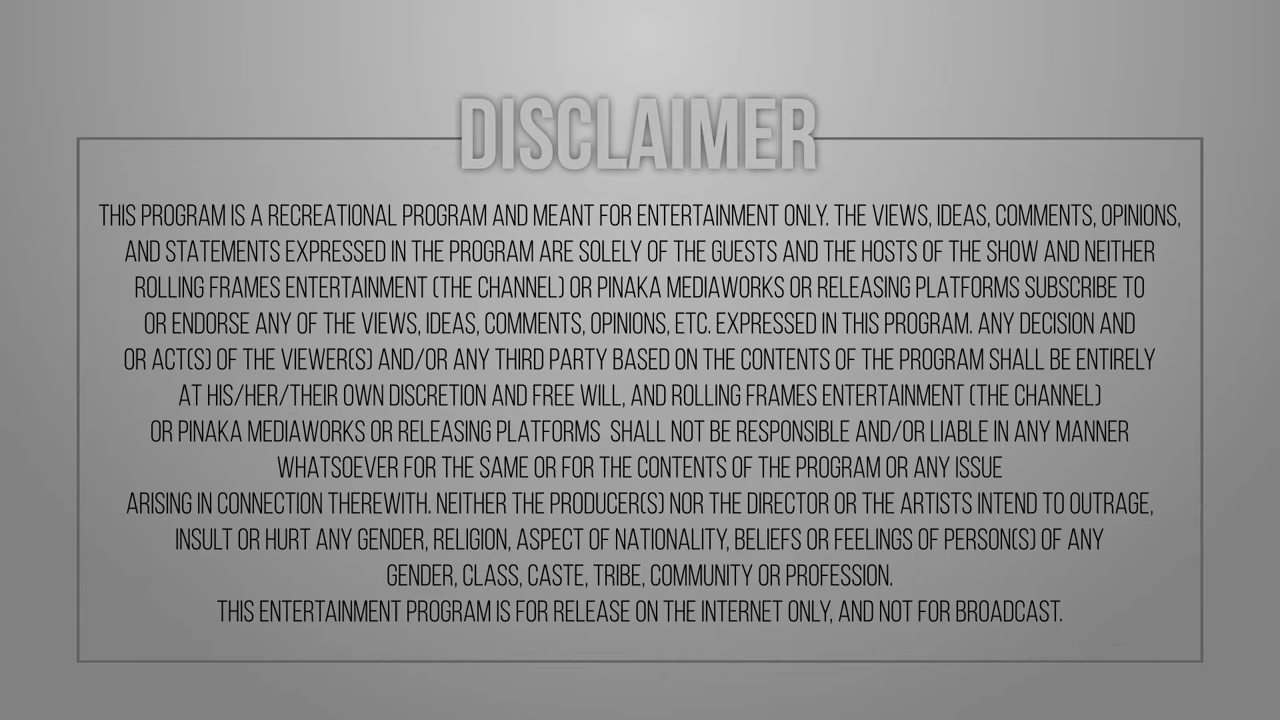 DISCLAIMER
THIS PROGRAM IS A RECREATIONAL PROGRAM AND MEANT FOR ENTERTAINMENT ONLY. THE VIEWS, IDEAS, COMMENTS, OPINIONS,
AND STATEMENTS EXPRESSED IN THE PROGRAM ARE SOLELY OF THE GUESTS AND THE HOSTS OF THE SHOW AND NEITHER
ROLLING FRAMES ENTERTAINMENT (THE CHANNEL) OR PINAKA MEDIAWORKS OR RELEASING PLATFORMS SUBSCRIBE TO
OR ENDORSE ANY OF THE VIEWS, IDEAS, COMMENTS, OPINIONS, ETC. EXPRESSED IN THIS PROGRAM. ANY DECISION AND
OR ACT(S) OF THE VIEWER(S) AND/OR ANY THIRD PARTY BASED ON THE CONTENTS OF THE PROGRAM SHALL BE ENTIRELY
AT HIS/HER/THEIR OWN DISCRETION AND FREE WILL, AND ROLLING FRAMES ENTERTAINMENT (THE CHANNEL)
OR PINAKA MEDIAWORKS OR RELEASING PLATFORMS  SHALL NOT BE RESPONSIBLE AND/OR LIABLE IN ANY MANNER
WHATSOEVER FOR THE SAME OR FOR THE CONTENTS OF THE PROGRAM OR ANY ISSUE
ARISING IN CONNECTION THEREWITH. NEITHER THE PRODUCER(S) NOR THE DIRECTOR OR THE ARTISTS INTEND TO OUTRAGE,
INSULT OR HURT ANY GENDER, RELIGION, ASPECT OF NATIONALITY, BELIEFS OR FEELINGS OF PERSON(S) OF ANY
GENDER, CLASS, CASTE, TRIBE, COMMUNITY OR PROFESSION.
THIS ENTERTAINMENT PROGRAM IS FOR RELEASE ON THE INTERNET ONLY, AND NOT FOR BROADCAST.